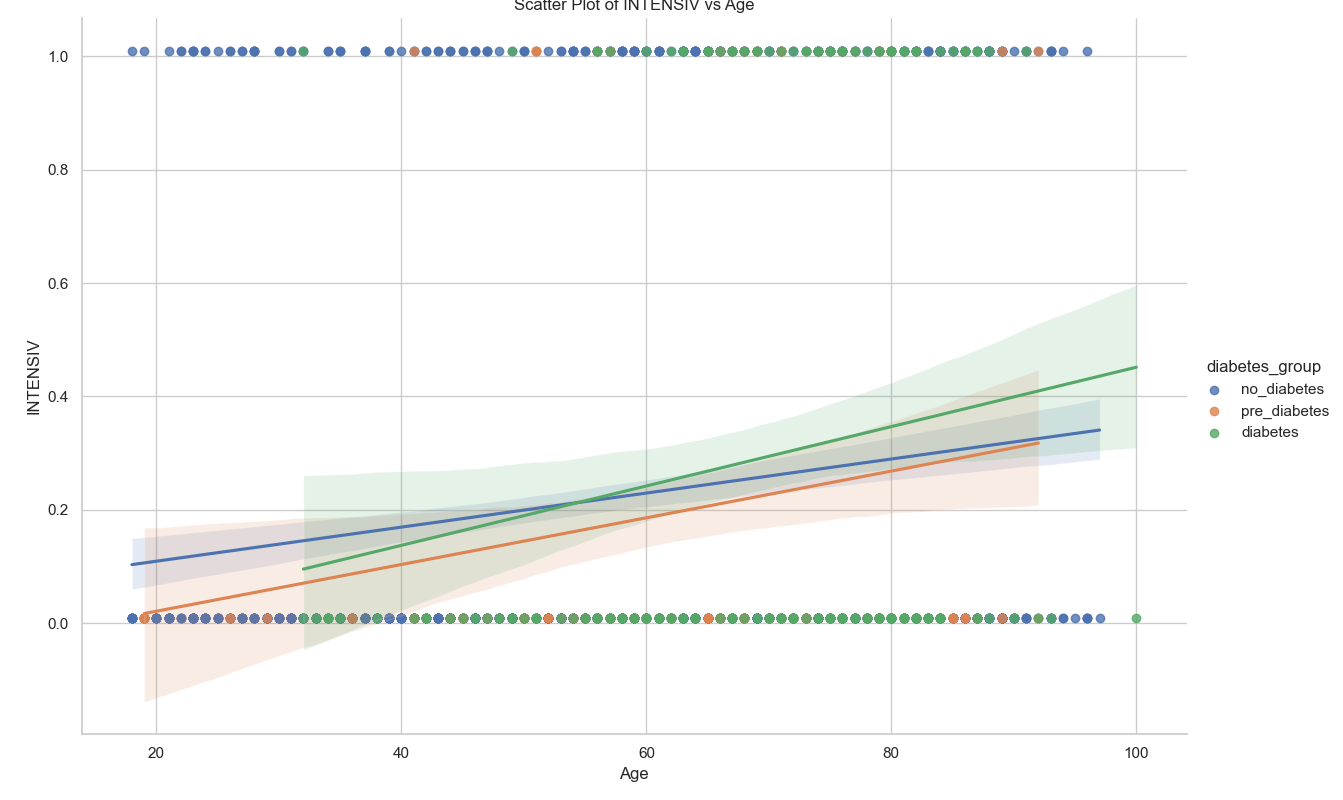 Scatter Plot of INTENSIV vs Age
1.0
0.8
0.6
0.4
0.2
0.0
INTENSIV
20 40 60 80 100
Age
diabetes_group
no_diabetes
pre_diabetes
diabetes